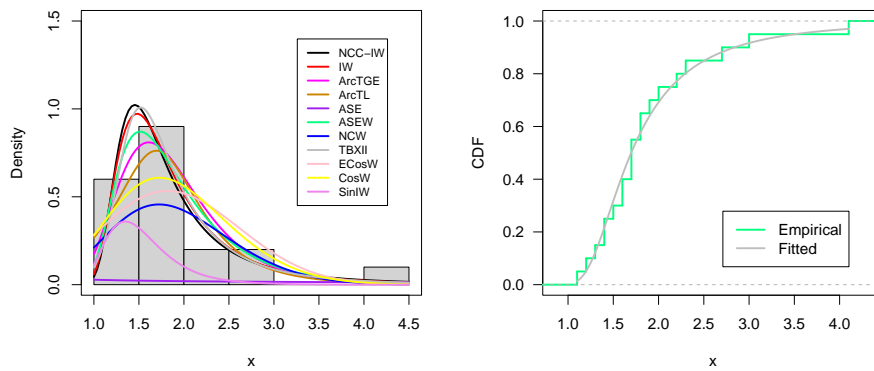 Density
0.0
0.5
1.0
1.5
NCC-IW
IW
ArcTGE
ArcTL
ASE
ASEW
NCW
TBXII
ECosW
CosW
SinIW
1.0 1.5 2.0 2.5 3.0 3.5 4.0 4.5
x
CDF
0.0
0.2
0.4
0.6
0.8
1.0
Empirical
Fitted
1.0 1.5 2.0 2.5 3.0 3.5 4.0
x